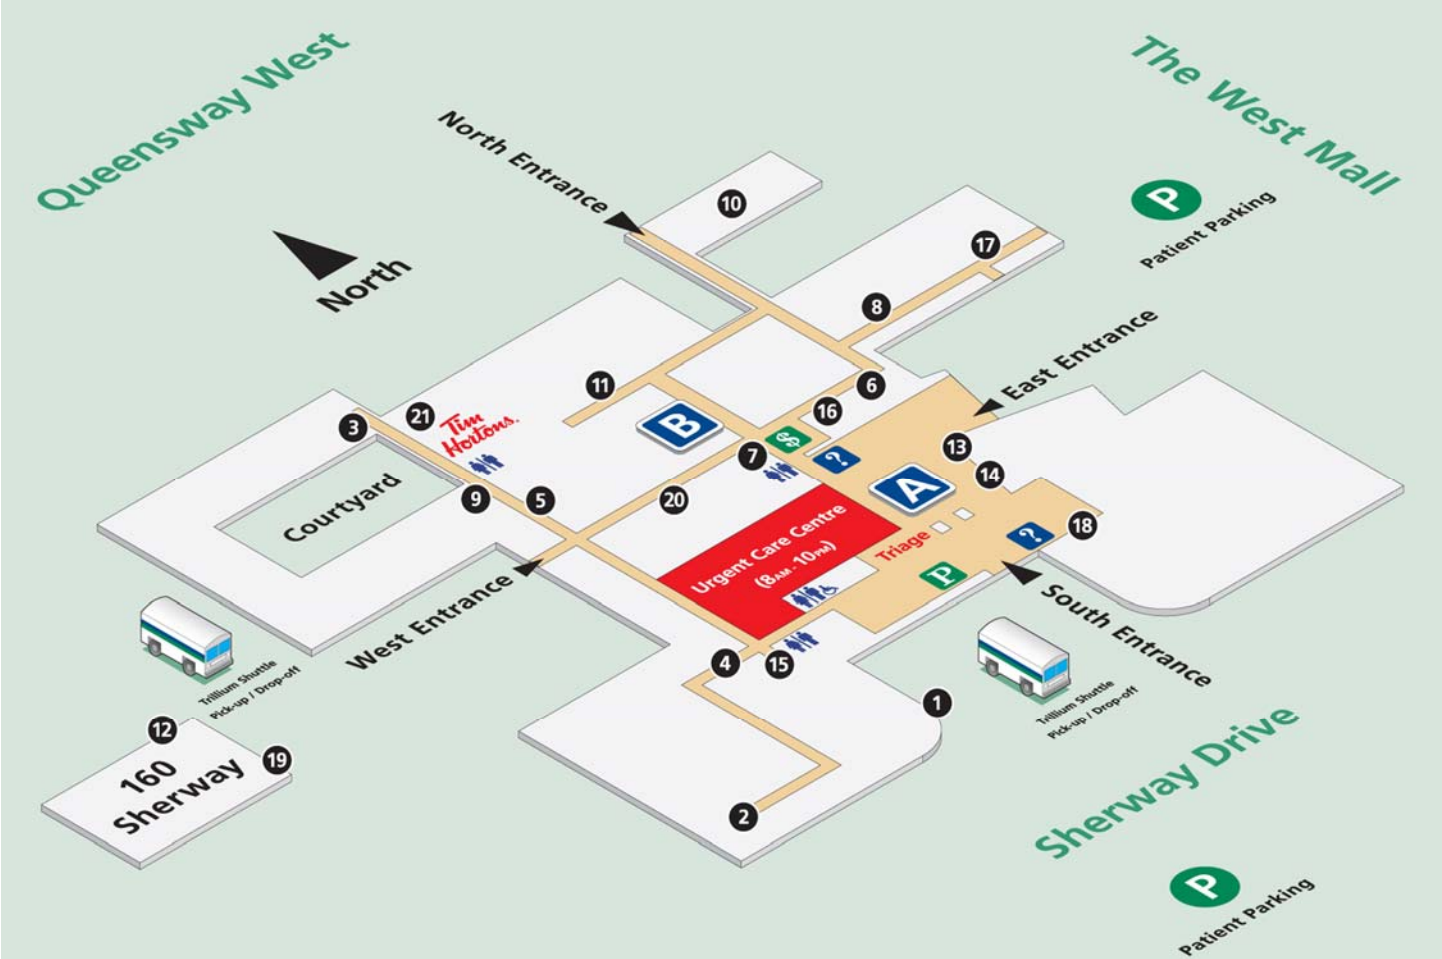 Queensway West
The West Mall
North Entrance
10
P
Patient Parking
North
17
8
East Entrance
11
6
21
Tim
Hortons.
16
3
B
$
?
7
13
14
A
Courtyard
9
5
20
18
?
Urgent Care Centre
(8AM - 10PM)
Triage
P
West Entrance
South Entrance
4
15
1
Trillium Shuttle
Pick-up / Drop-off
Trillium Shuttle
Pick-up / Drop-off
12
19
160
Sherway
2
Sherway Drive
P
Patient Parking